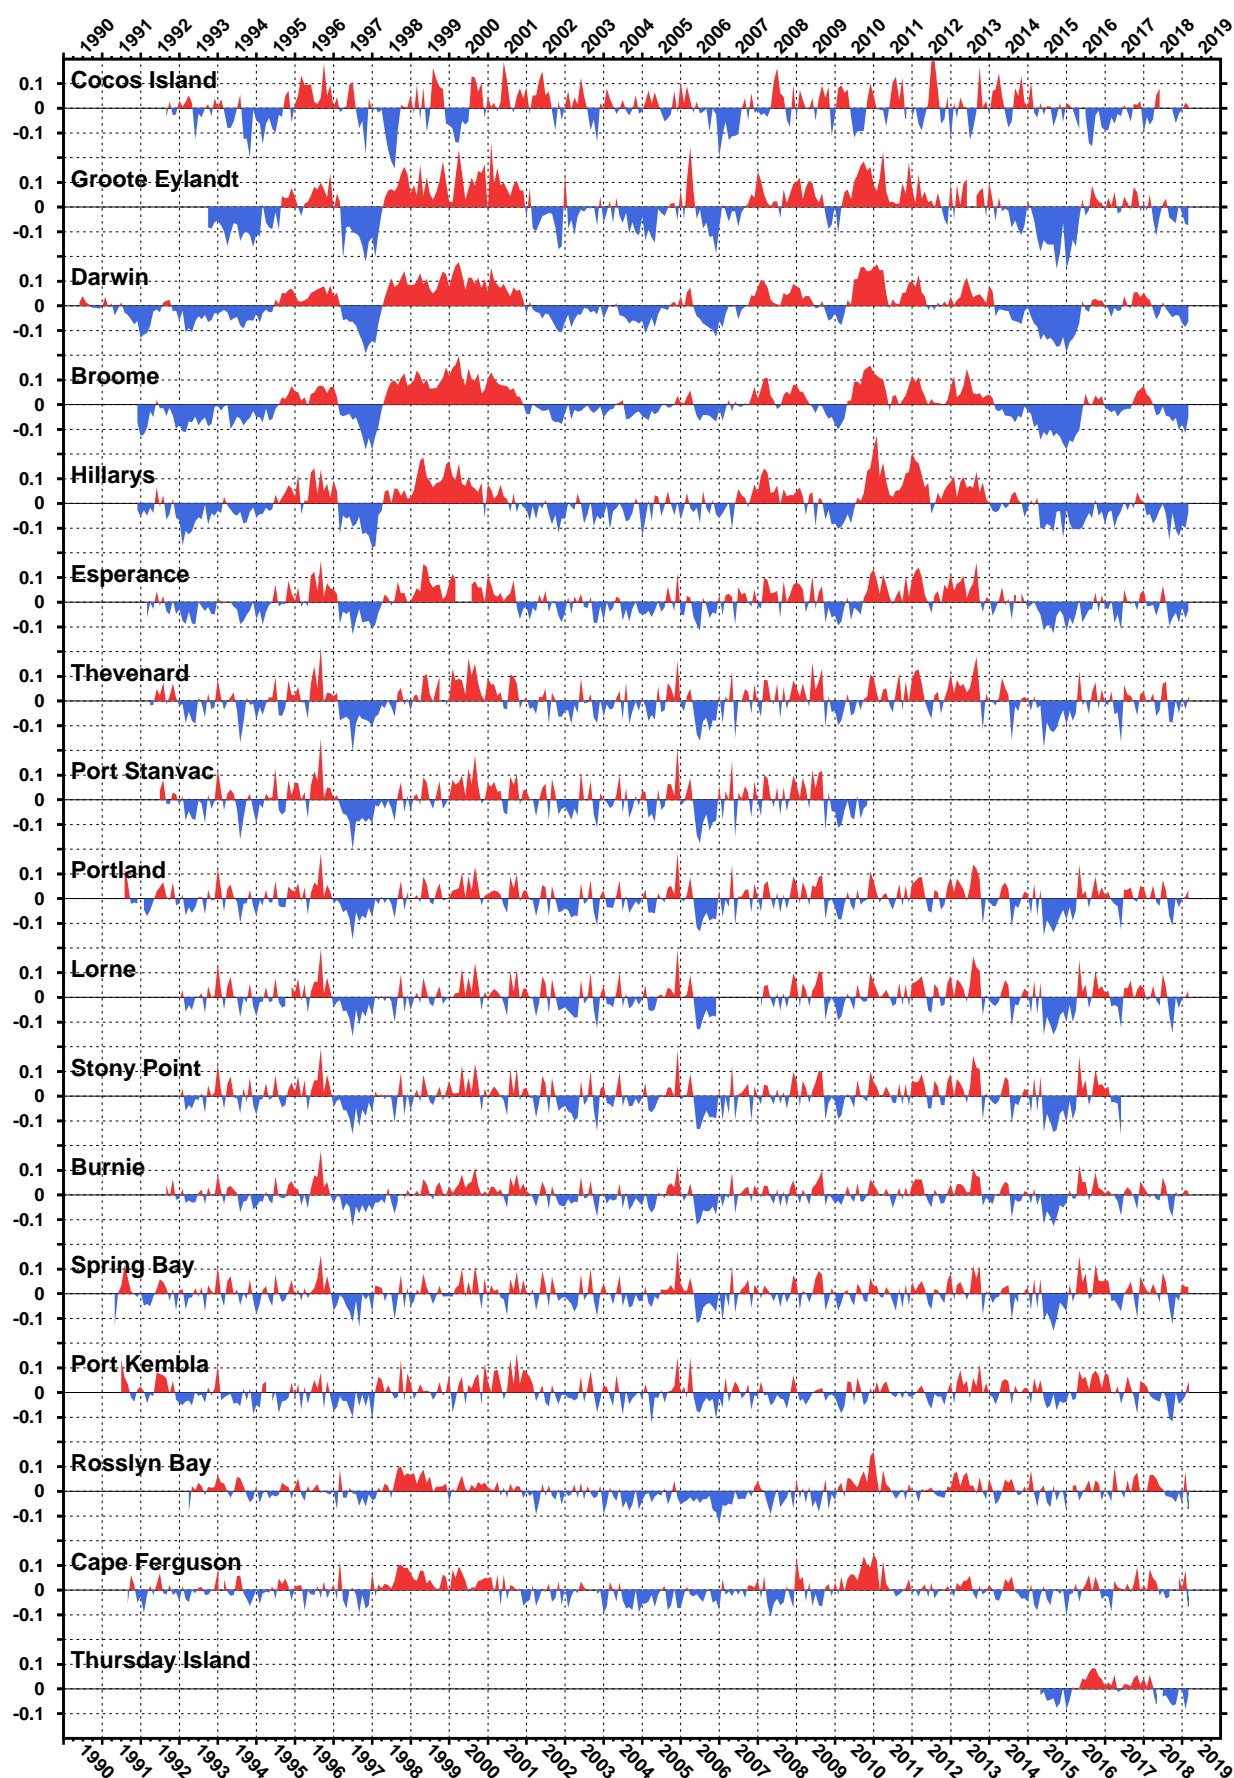 1990 1991 1992 1993 1994 1995 1996 1997 1998 1999 2000 2001 2002 2003 2004 2005 2006 2007 2008 2009 2010 2011 2012 2013 2014 2015 2016 2017 2018 2019
Cocos Island
0.1
0
-0.1
Groote Eylandt
0.1
0
-0.1
Darwin
0.1
0
-0.1
Broome
0.1
0
-0.1
Hillarys
0.1
0
-0.1
Esperance
0.1
0
-0.1
Thevenard
0.1
0
-0.1
Port Stanvac
0.1
0
-0.1
Portland
0.1
0
-0.1
Lorne
0.1
0
-0.1
Stony Point
0.1
0
-0.1
Burnie
0.1
0
-0.1
Spring Bay
0.1
0
-0.1
Port Kembla
0.1
0
-0.1
Rosslyn Bay
0.1
0
-0.1
Cape Ferguson
0.1
0
-0.1
Thursday Island
0.1
0
-0.1
1990 1991 1992 1993 1994 1995 1996 1997 1998 1999 2000 2001 2002 2003 2004 2005 2006 2007 2008 2009 2010 2011 2012 2013 2014 2015 2016 2017 2018 2019